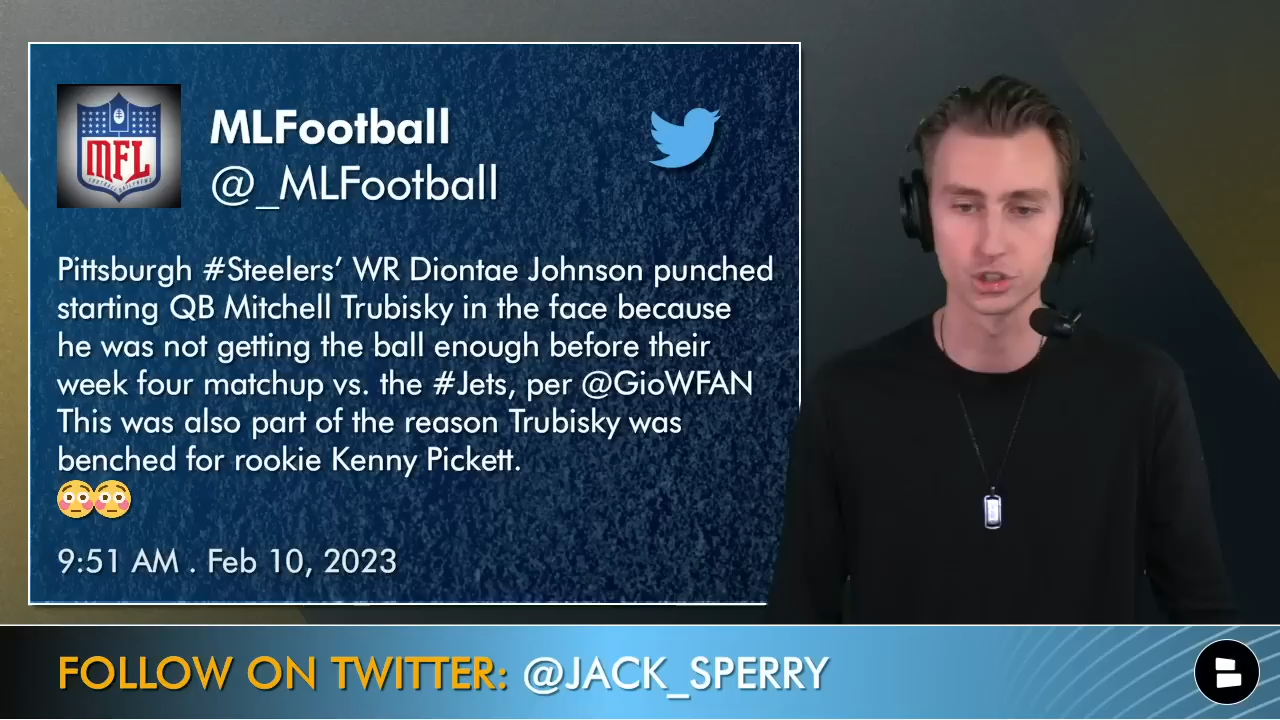 MFL
MLFootball
@_MLFootball
Pittsburgh #Steelers’ WR Diontae Johnson punched
starting QB Mitchell Trubisky in the face because
he was not getting the ball enough before their
week four matchup vs. the #Jets, per @GioWFAN
This was also part of the reason Trubisky was
benched for rookie Kenny Pickett.
😳😳
9:51 AM . Feb 10, 2023
FOLLOW ON TWITTER: @JACK_SPERRY